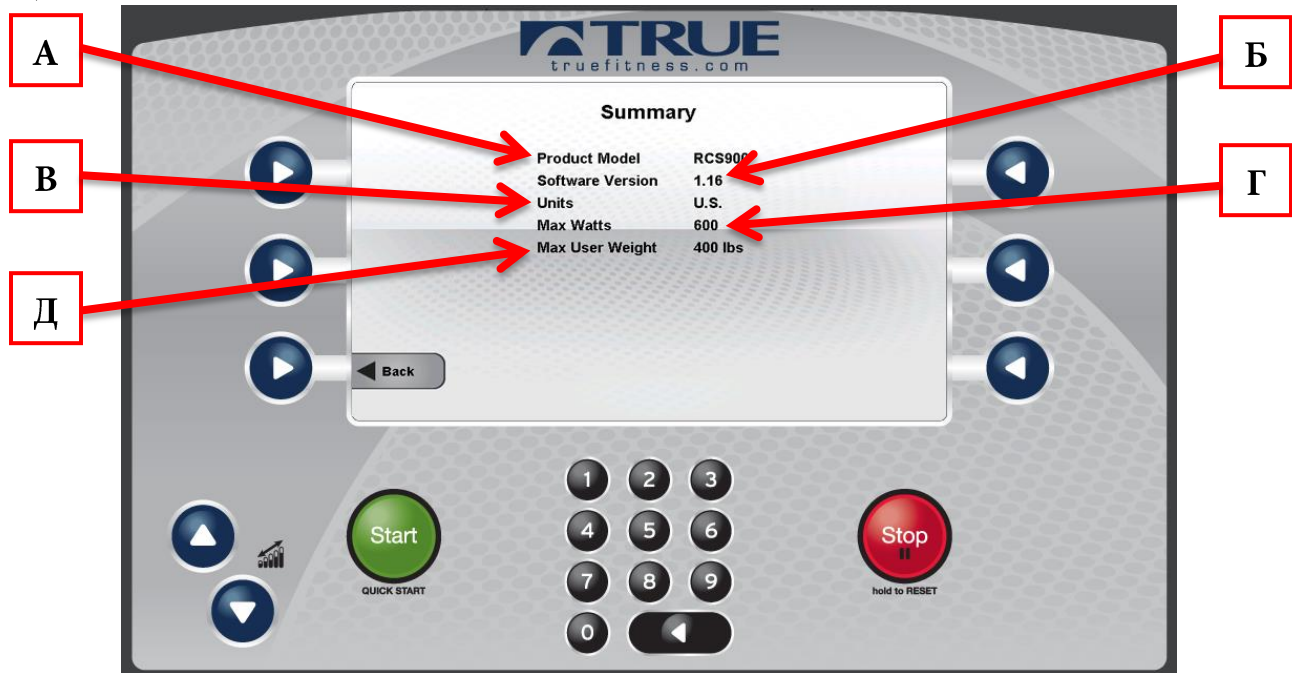 TRUE
truefitness.com
А
Б
В
Г
Д
Summary
Product Model RCS900
Software Version 1.16
Units U.S.
Max Watts 600
Max User Weight 400 lbs
Back
1 2 3
4 5 6
7 8 9
0
Start
QUICK START
Stop
hold to RESET